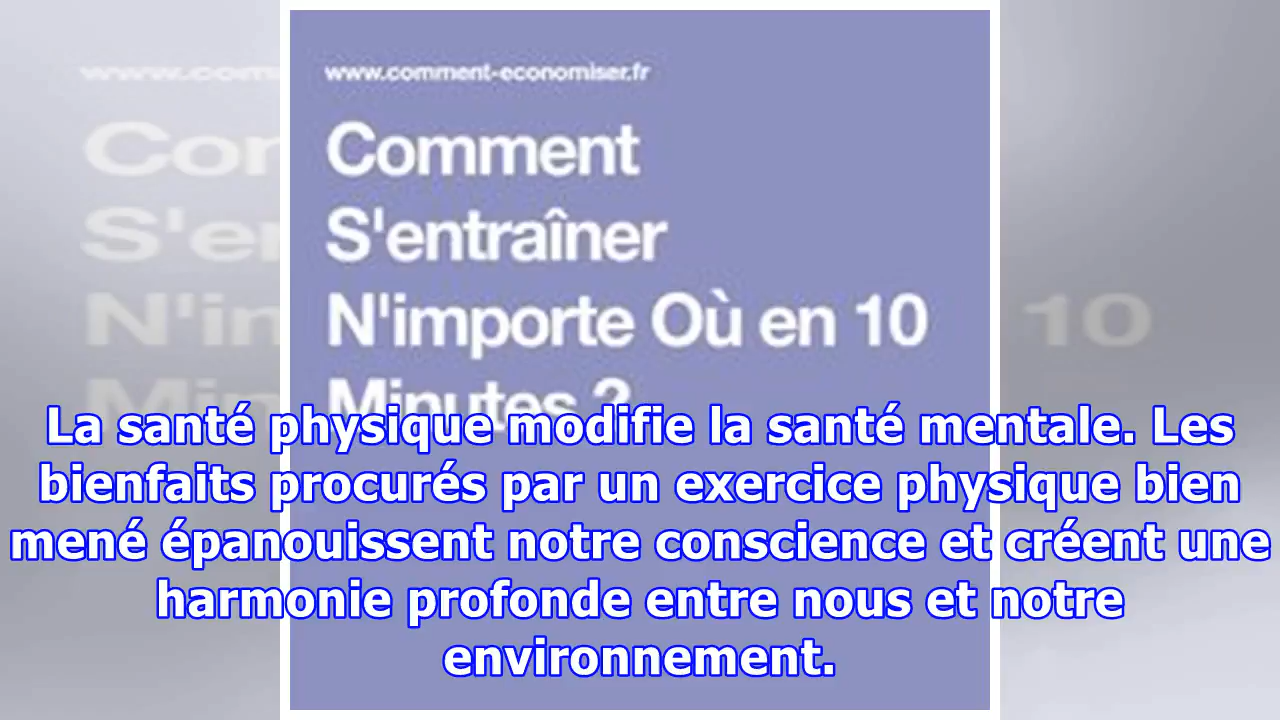 www.comment-economiser.fr
Comment
S'entraîner
N'importe Où en 10
Minutes ?
La santé physique modifie la santé mentale. Les
bienfaits procurés par un exercice physique bien
mené épanouissent notre conscience et créent une
harmonie profonde entre nous et notre
environnement.